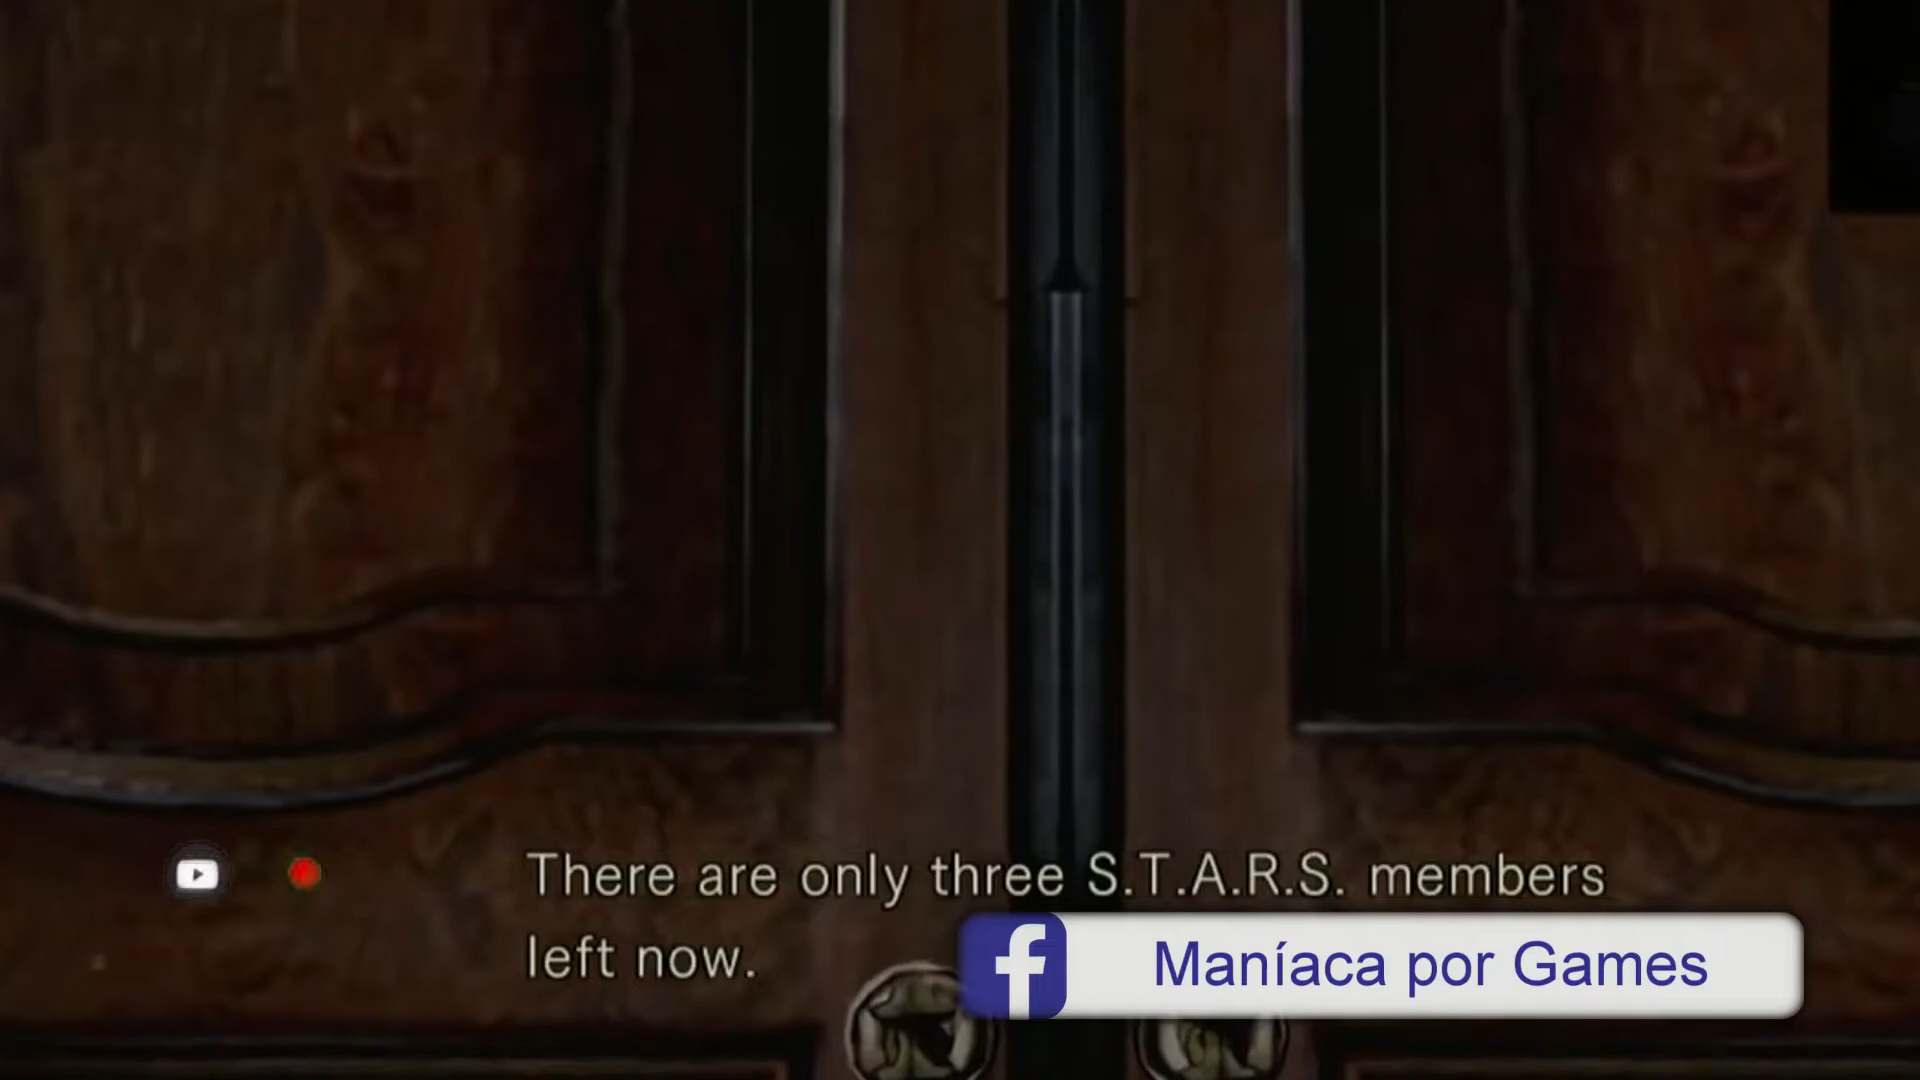 There are only three S.T.A.R.S. members
left now.
Maníaca por Games